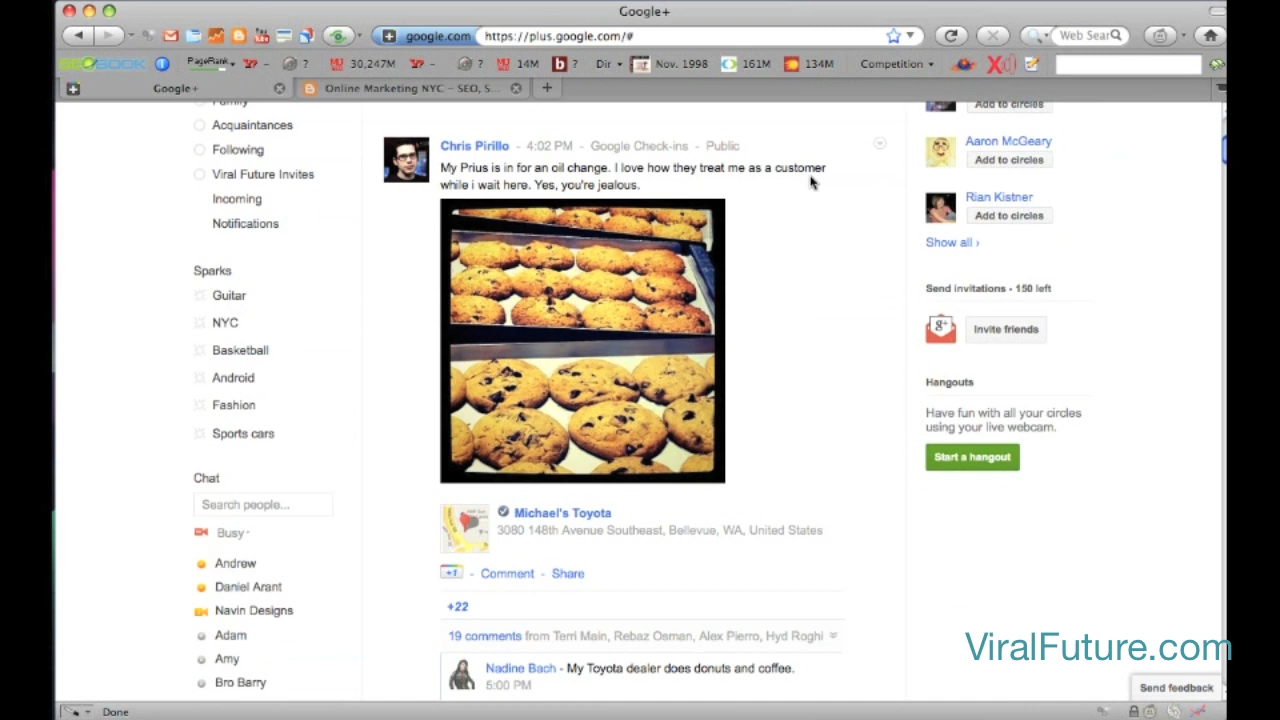 Google+
google.com
https://plus.google.com/#
Web Sear
SEOBOOK
PageRank
?
30,247M
?
14M
?
Dir
Nov. 1998
161M
134M
Competition
Google+
Online Marketing NYC – SEO, S...
Family
Acquaintances
Following
Viral Future Invites
Incoming
Notifications
Sparks
Guitar
NYC
Basketball
Android
Fashion
Sports cars
Chat
Search people...
Busy
Andrew
Daniel Arant
Navin Designs
Adam
Amy
Bro Barry
Chris Pirillo - 4:02 PM - Google Check-ins - Public
My Prius is in for an oil change. I love how they treat me as a customer
while i wait here. Yes, you're jealous.
Michael's Toyota
3080 148th Avenue Southeast, Bellevue, WA, United States
+1 - Comment - Share
+22
19 comments from Terri Main, Rebaz Osman, Alex Pierro, Hyd Roghi
Nadine Bach - My Toyota dealer does donuts and coffee.
5:00 PM
Add to circles
Aaron McGeary
Add to circles
Rian Kistner
Add to circles
Show all ›
Send invitations - 150 left
g+
Invite friends
Hangouts
Have fun with all your circles
using your live webcam.
Start a hangout
ViralFuture.com
Send feedback
Done